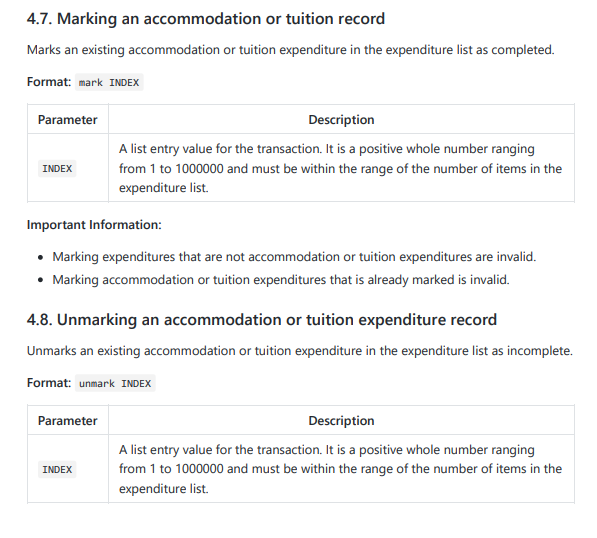 4.7. Marking an accommodation or tuition record
Marks an existing accommodation or tuition expenditure in the expenditure list as completed.
Format: mark INDEX
Parameter Description
A list entry value for the transaction. It is a positive whole number ranging
INDEX from 1 to 1000000 and must be within the range of the number of items in the
expenditure list.
Important Information:
• Marking expenditures that are not accommodation or tuition expenditures are invalid.
• Marking accommodation or tuition expenditures that is already marked is invalid.
4.8. Unmarking an accommodation or tuition expenditure record
Unmarks an existing accommodation or tuition expenditure in the expenditure list as incomplete.
Format: unmark INDEX
Parameter Description
A list entry value for the transaction. It is a positive whole number ranging
INDEX from 1 to 1000000 and must be within the range of the number of items in the
expenditure list.